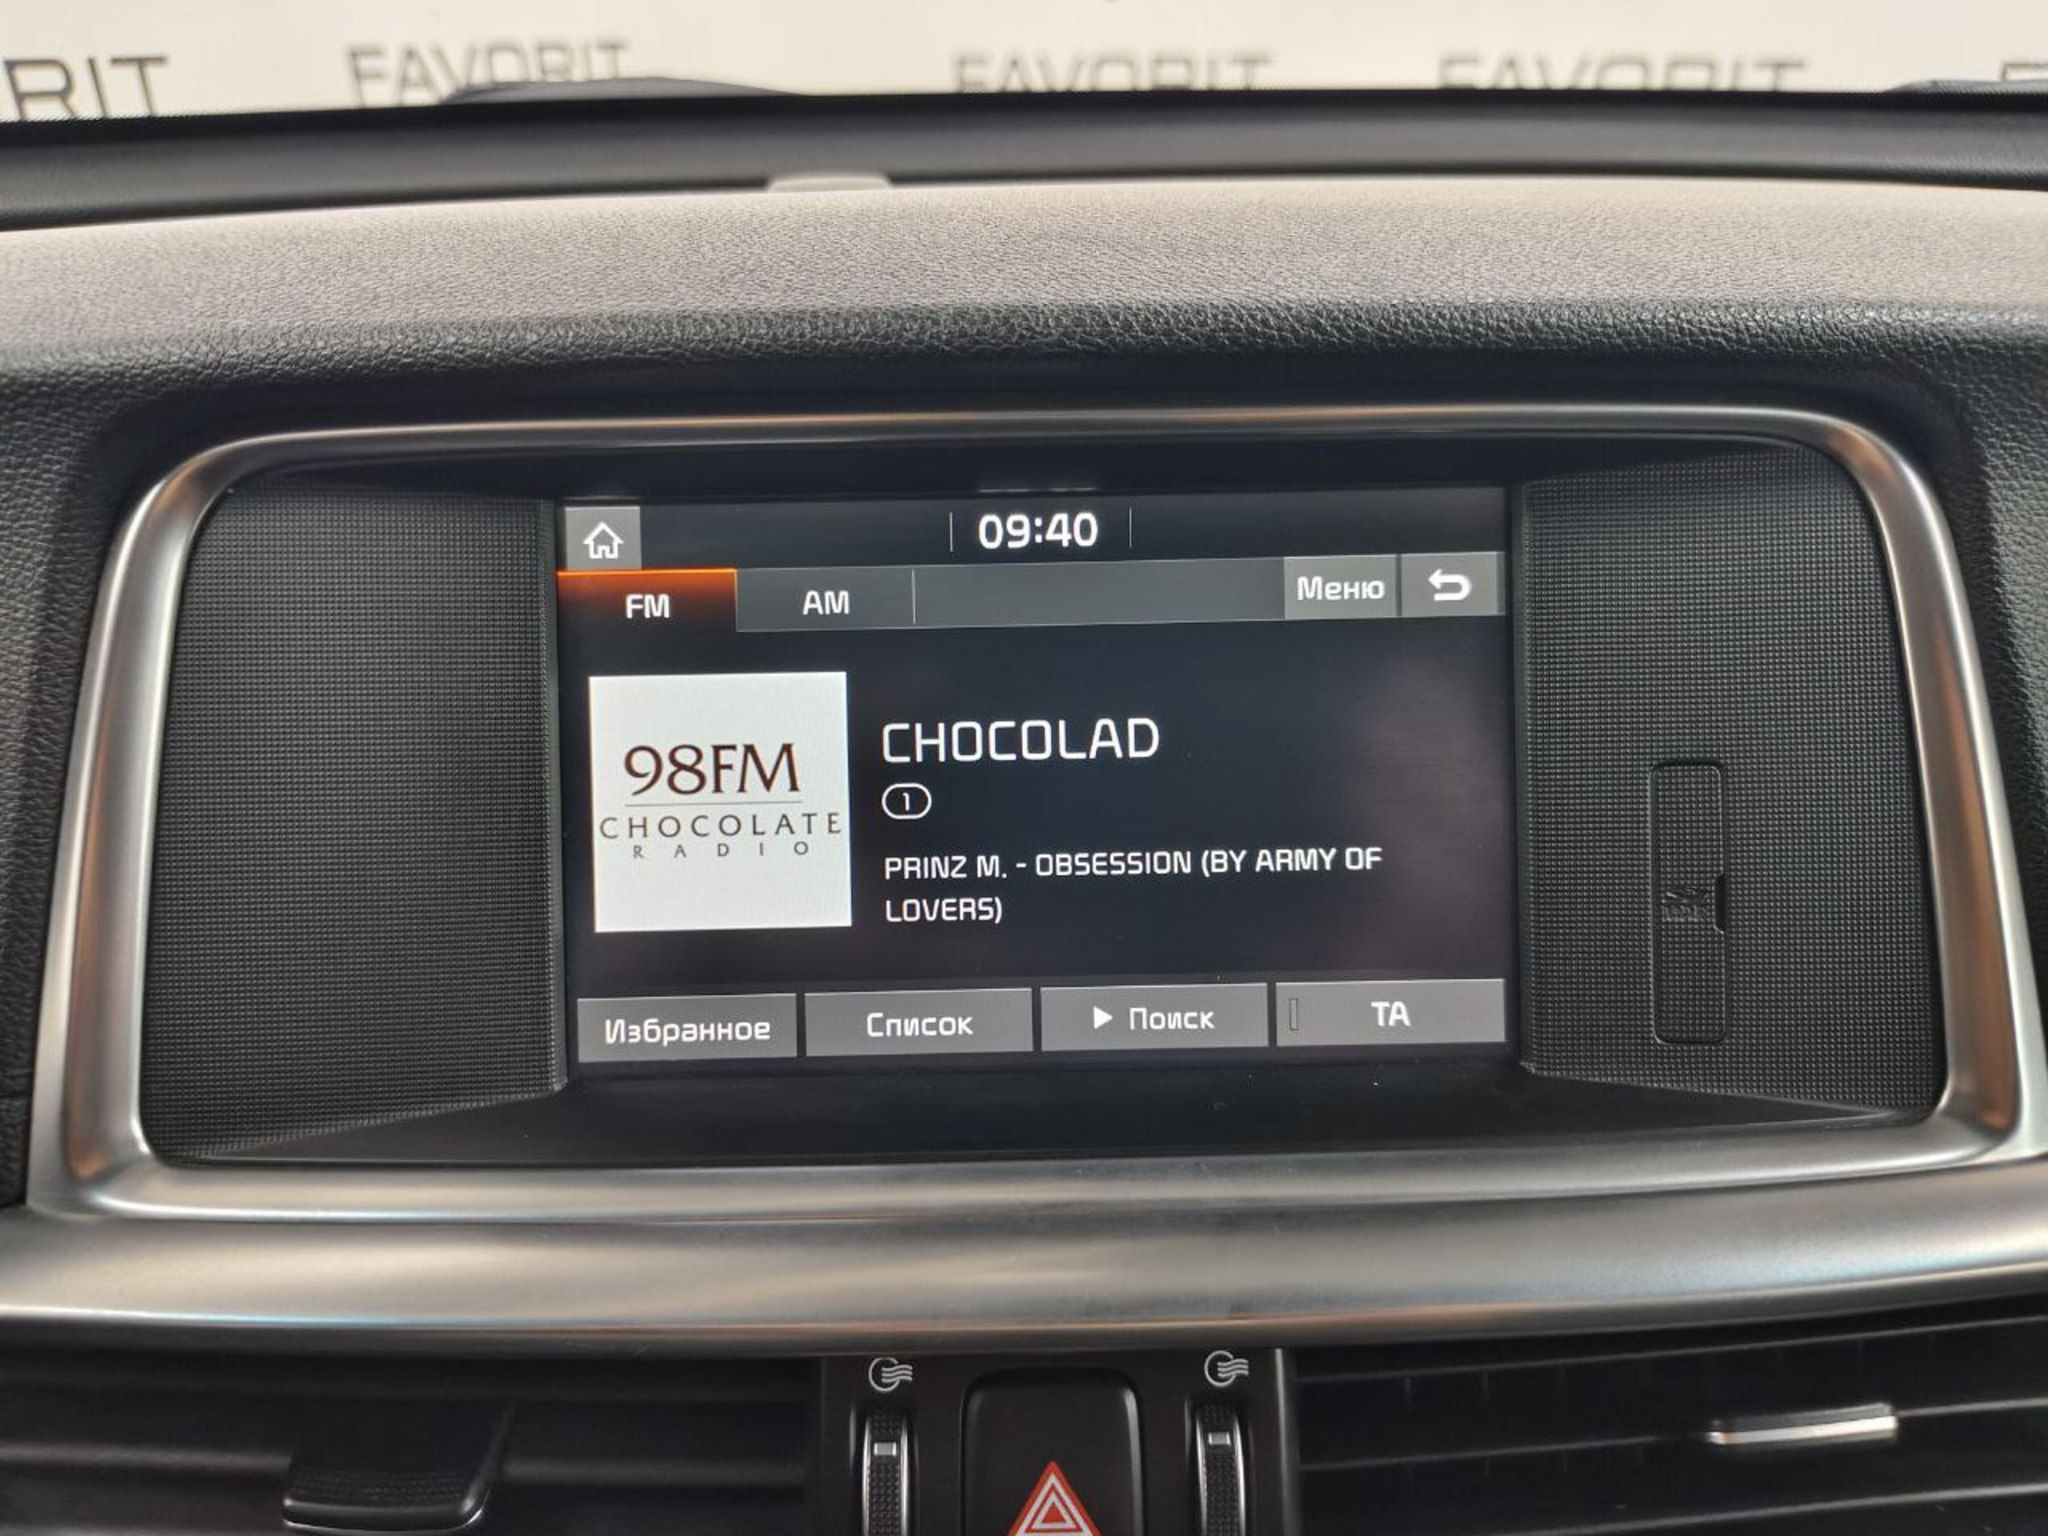 RIT
FAVORIT
FAVORIT
FAVORIT
09:40
FM
AM
Меню
98FM
CHOCOLATE
RADIO
CHOCOLAD
1
PRINZ M. - OBSESSION (BY ARMY OF
LOVERS)
Избранное
Список
Поиск
TA